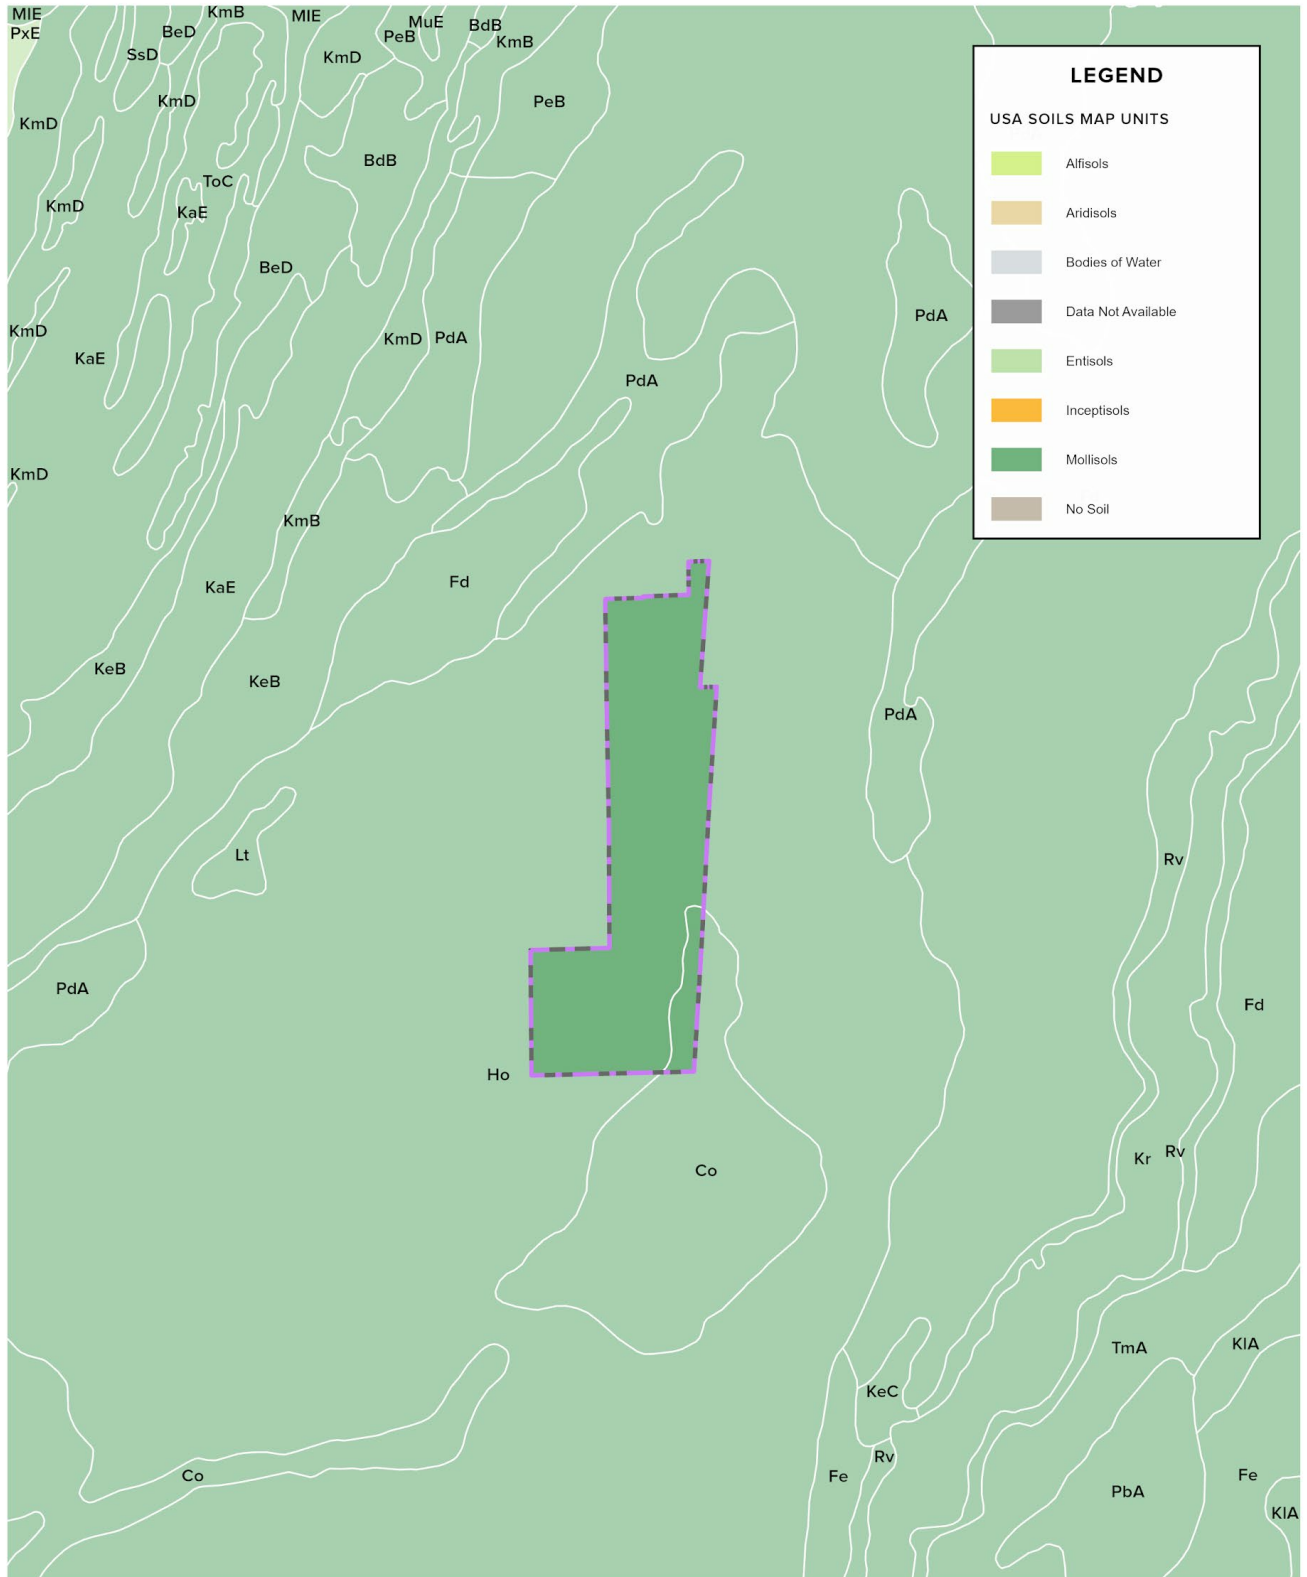 MIE
KmB
MIE
MuE
BdB
PxE
BeD
PeB
KmB
SsD
KmD
KmD
PeB
KmD
BdB
ToC
KmD
KaE
BeD
PdA
KmD
KmD
PdA
KaE
PdA
KmD
KmB
KaE
Fd
KeB
KeB
PdA
Lt
Rv
PdA
Fd
Ho
Co
Kr
Rv
TmA
KIA
KeC
Co
Rv
Fe
Fe
PbA
KIA
LEGEND
USA SOILS MAP UNITS
Alfisols
Aridisols
Bodies of Water
Data Not Available
Entisols
Inceptisols
Mollisols
No Soil